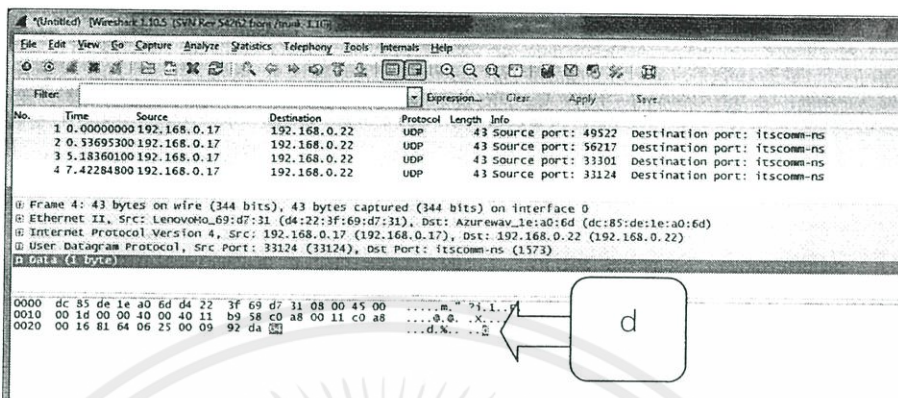 *(Untitled) [Wireshark 1.10.5 (SVN Rev 54262 from /trunk-1.10)]
File Edit View Go Capture Analyze Statistics Telephony Tools Internals Help
Filter: Expression... Clear Apply Save
No. Time Source Destination Protocol Length Info
1 0.00000000 192.168.0.17 192.168.0.22 UDP 43 Source port: 49522 Destination port: itscomm-ns
2 0.53695300 192.168.0.17 192.168.0.22 UDP 43 Source port: 56217 Destination port: itscomm-ns
3 5.18360100 192.168.0.17 192.168.0.22 UDP 43 Source port: 33301 Destination port: itscomm-ns
4 7.42284800 192.168.0.17 192.168.0.22 UDP 43 Source port: 33124 Destination port: itscomm-ns
Frame 4: 43 bytes on wire (344 bits), 43 bytes captured (344 bits) on interface 0
Ethernet II, Src: LenovoMo_69:d7:31 (d4:22:3f:69:d7:31), Dst: Azurewav_1e:a0:6d (dc:85:de:1e:a0:6d)
Internet Protocol Version 4, Src: 192.168.0.17 (192.168.0.17), Dst: 192.168.0.22 (192.168.0.22)
User Datagram Protocol, Src Port: 33124 (33124), Dst Port: itscomm-ns (1573)
Data (1 byte)
0000 dc 85 de 1e a0 6d d4 22 3f 69 d7 31 08 00 45 00 .....m." ?i.1..
0010 00 1d 00 00 40 00 40 11 b9 58 c0 a8 00 11 c0 a8 ....@.@. .X....
0020 00 16 81 64 06 25 00 09 92 da ...d.%.. ..
d